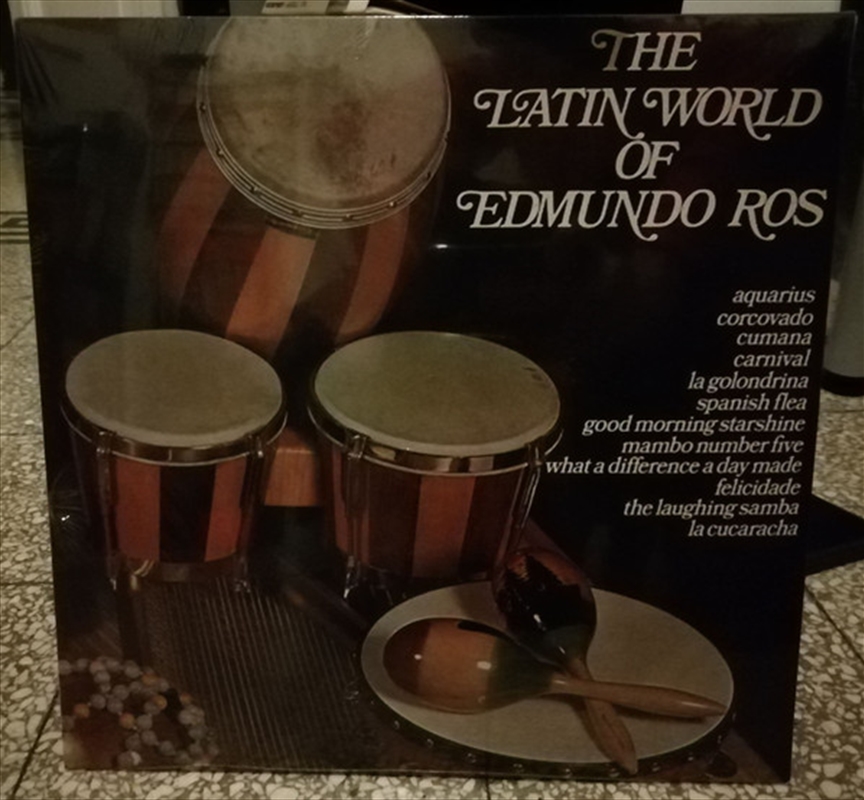 THE
LATIN WORLD
OF
EDMUNDO ROS
aquarius
corcovado
cumana
carnival
la golondrina
spanish flea
good morning starshine
mambo number five
what a difference a day made
felicidade
the laughing samba
la cucaracha